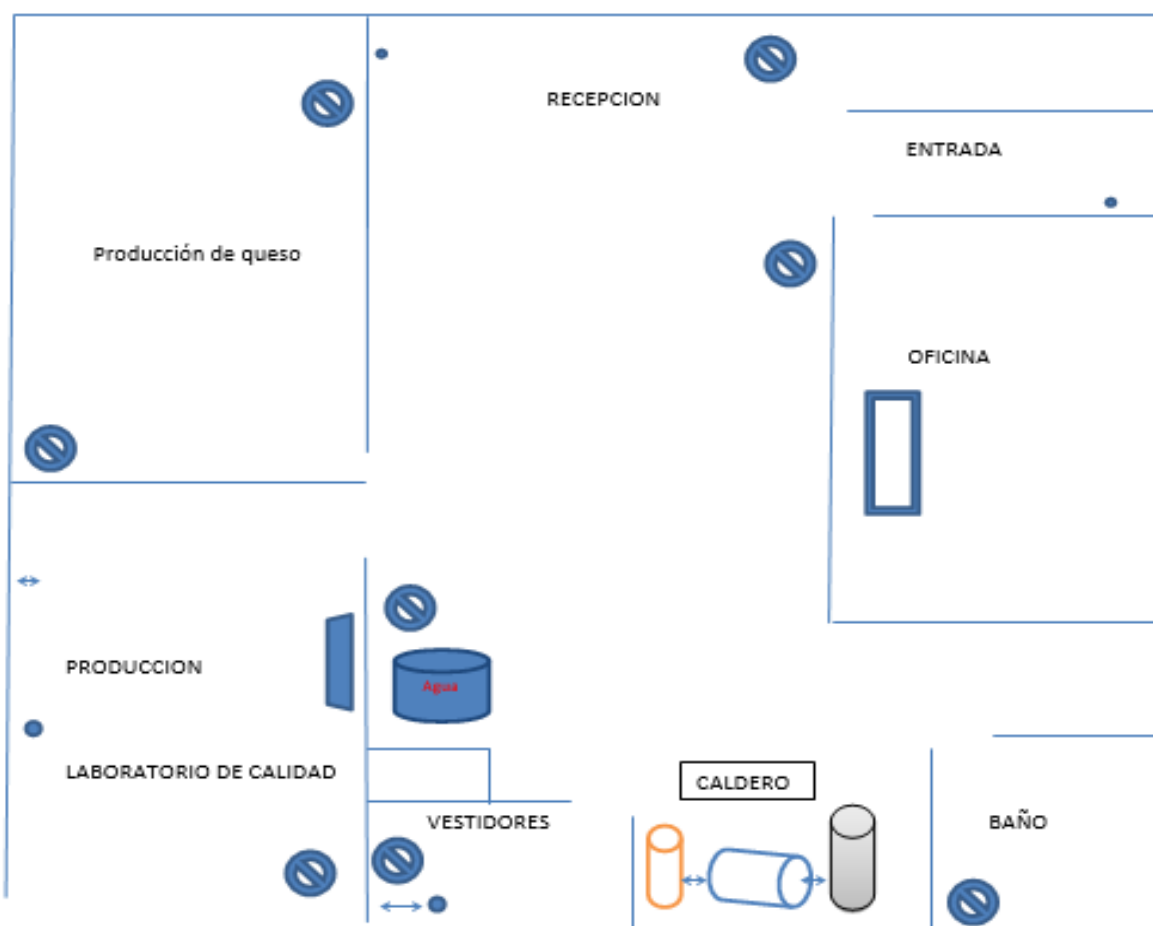 RECEPCION
ENTRADA
Producción de queso
OFICINA
PRODUCCION
Agua
LABORATORIO DE CALIDAD
CALDERO
VESTIDORES
BAÑO